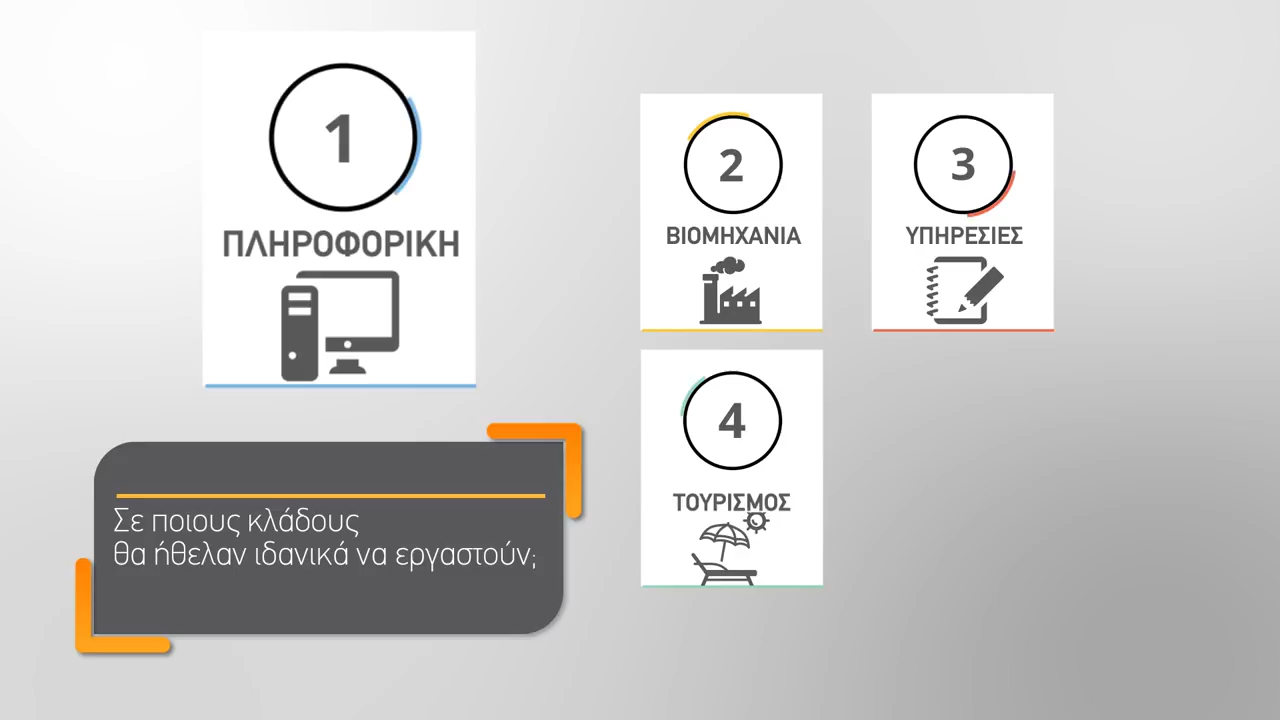 1
ΠΛΗΡΟΦΟΡΙΚΗ
2
ΒΙΟΜΗΧΑΝΙΑ
3
ΥΠΗΡΕΣΙΕΣ
4
ΤΟΥΡΙΣΜΟΣ
Σε ποιους κλάδους
θα ήθελαν ιδανικά να εργαστούν;